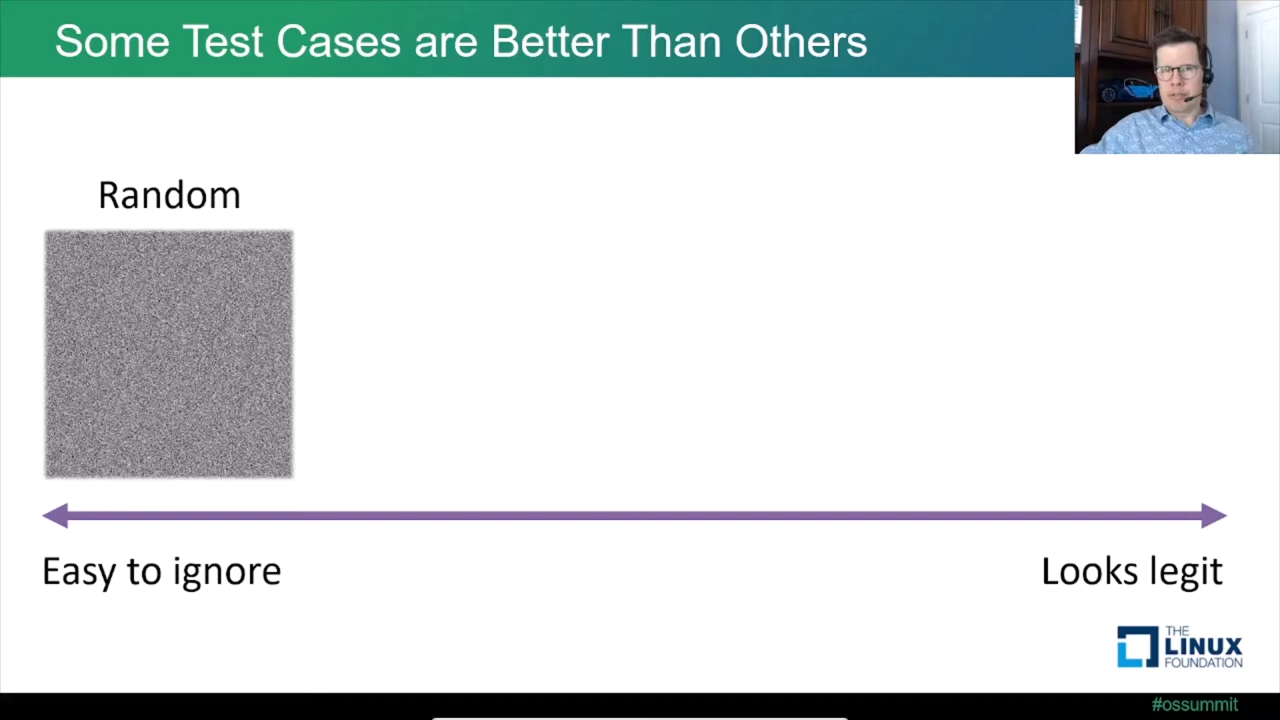 Some Test Cases are Better Than Others
Random
Easy to ignore
Looks legit
THE
LINUX
FOUNDATION
#ossummit